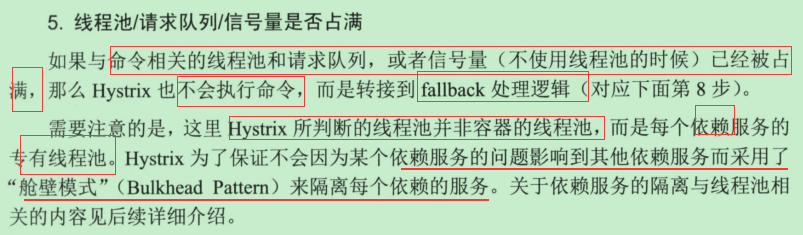 5. 线程池/请求队列/信号量是否占满
如果与命令相关的线程池和请求队列，或者信号量（不使用线程池的时候）已经被占
满，那么 Hystrix 也不会执行命令，而是转接到 fallback 处理逻辑（对应下面第 8 步）。
需要注意的是，这里 Hystrix 所判断的线程池并非容器的线程池，而是每个依赖服务的
专有线程池。Hystrix 为了保证不会因为某个依赖服务的问题影响到其他依赖服务而采用了
“舱壁模式”（Bulkhead Pattern）来隔离每个依赖的服务。关于依赖服务的隔离与线程池相
关的内容见后续详细介绍。